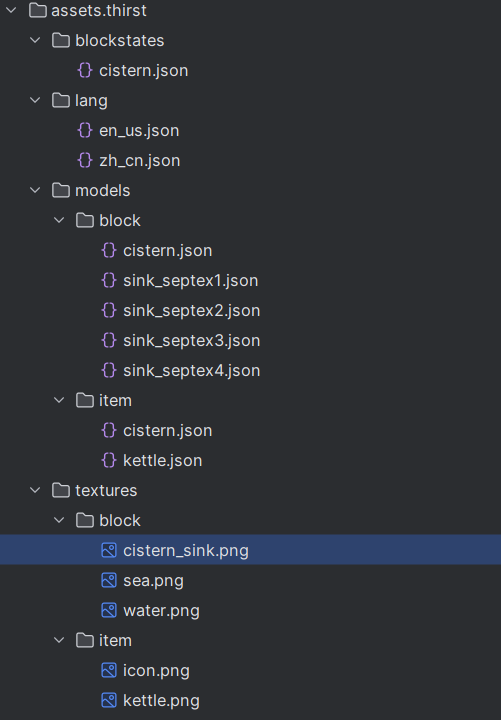 assets.thirst
blockstates
cistern.json
lang
en_us.json
zh_cn.json
models
block
cistern.json
sink_septex1.json
sink_septex2.json
sink_septex3.json
sink_septex4.json
item
cistern.json
kettle.json
textures
block
cistern_sink.png
sea.png
water.png
item
icon.png
kettle.png